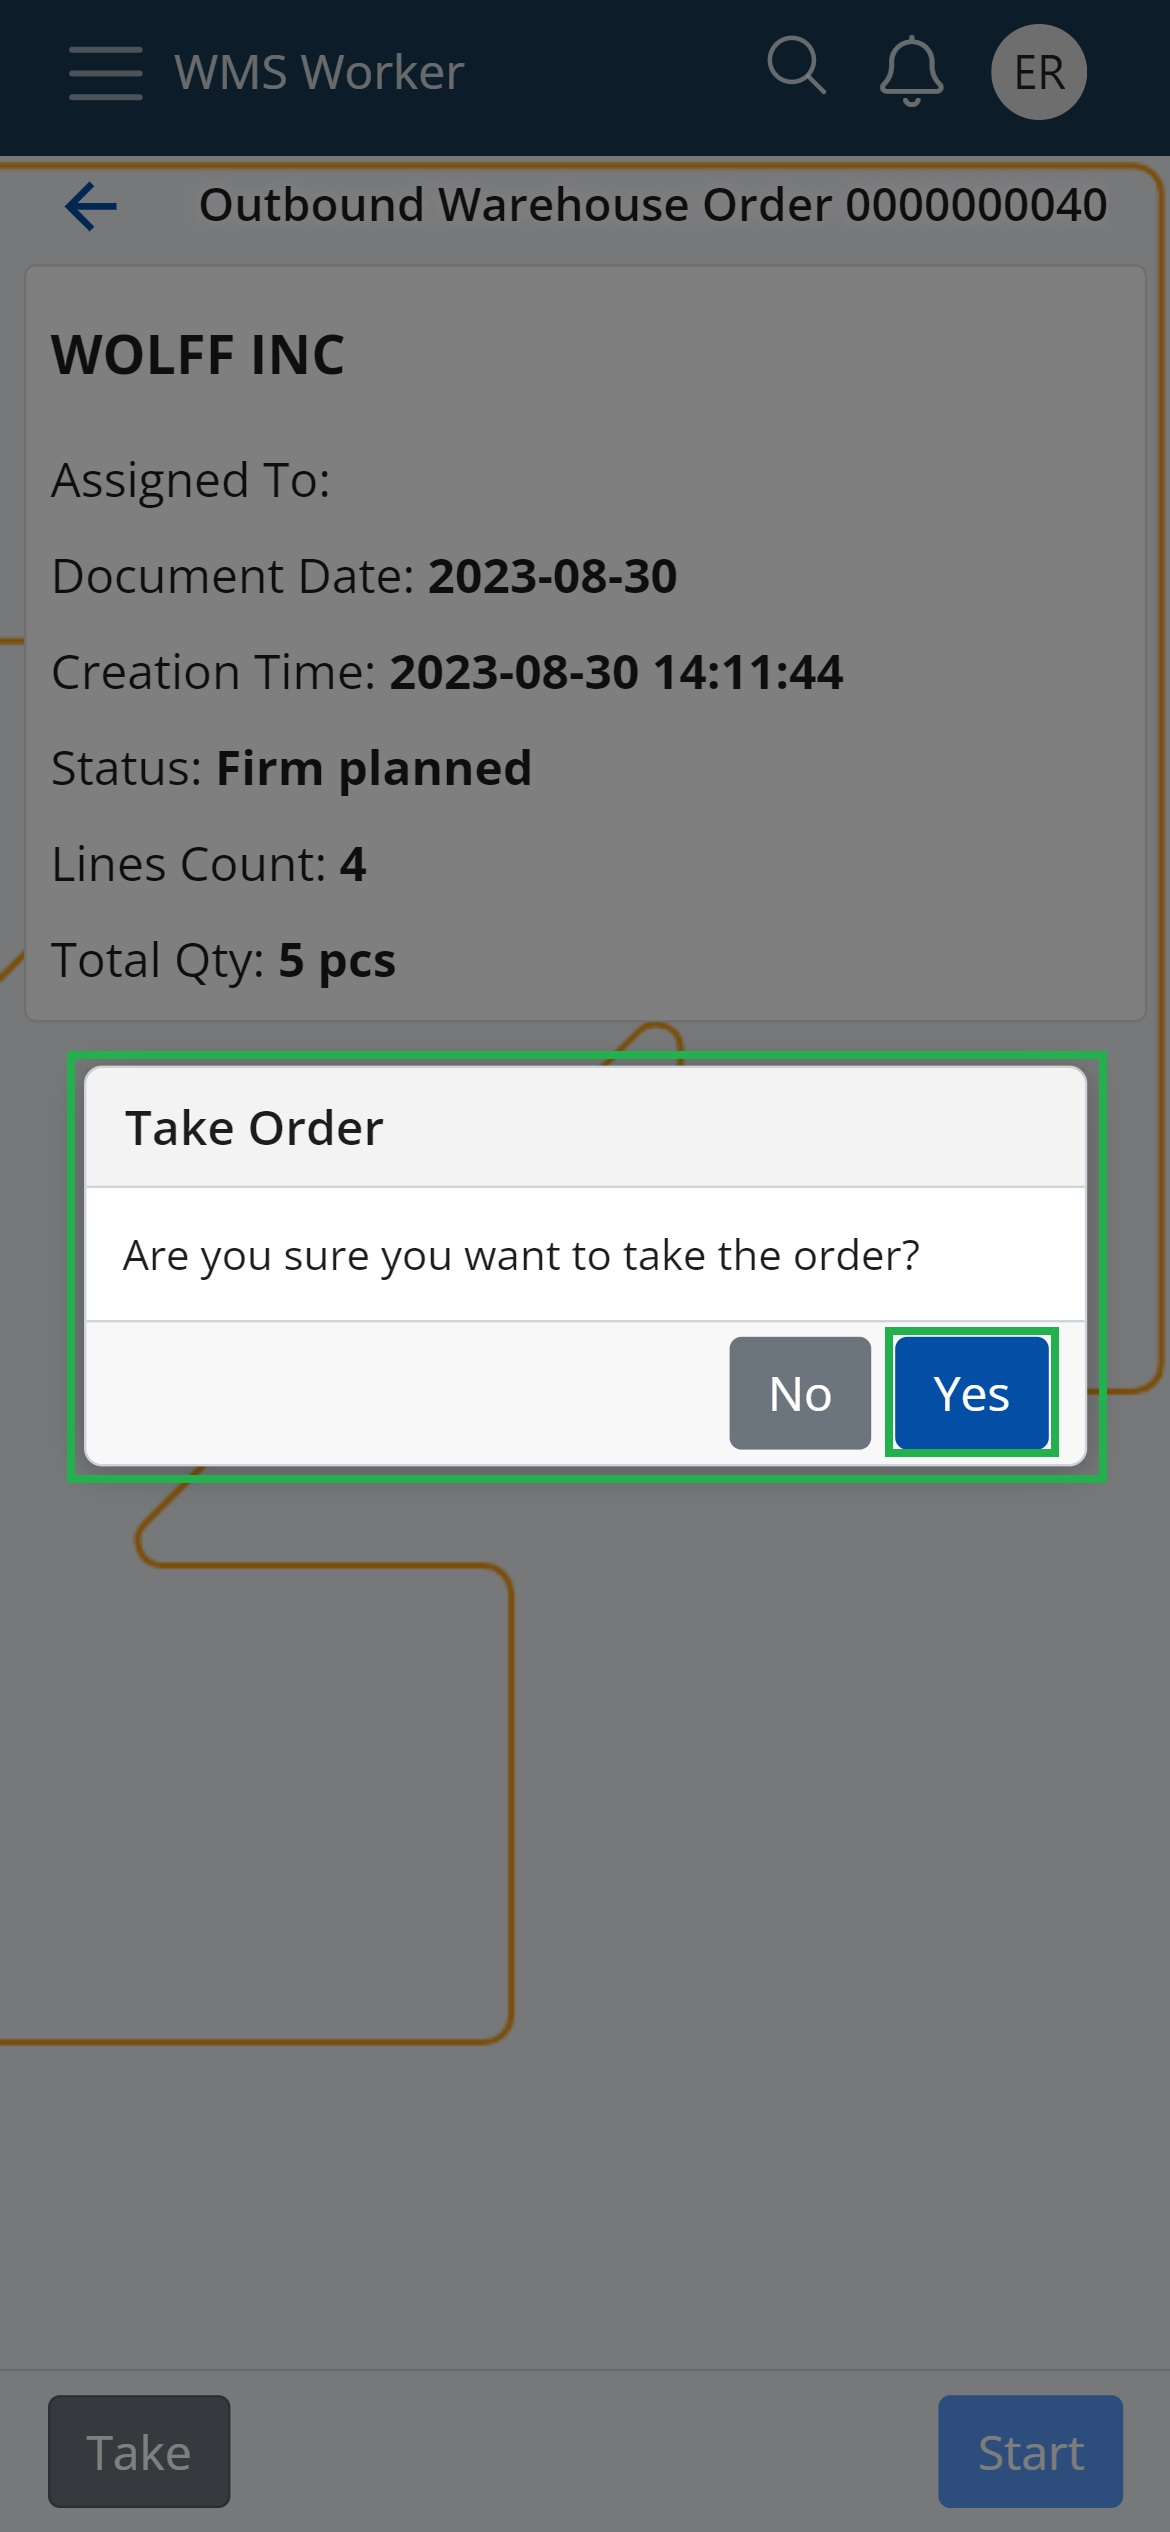 WMS Worker
ER
Outbound Warehouse Order 0000000040
WOLFF INC
Assigned To:
Document Date: 2023-08-30
Creation Time: 2023-08-30 14:11:44
Status: Firm planned
Lines Count: 4
Total Qty: 5 pcs
Take Order
Are you sure you want to take the order?
No
Yes
Take
Start